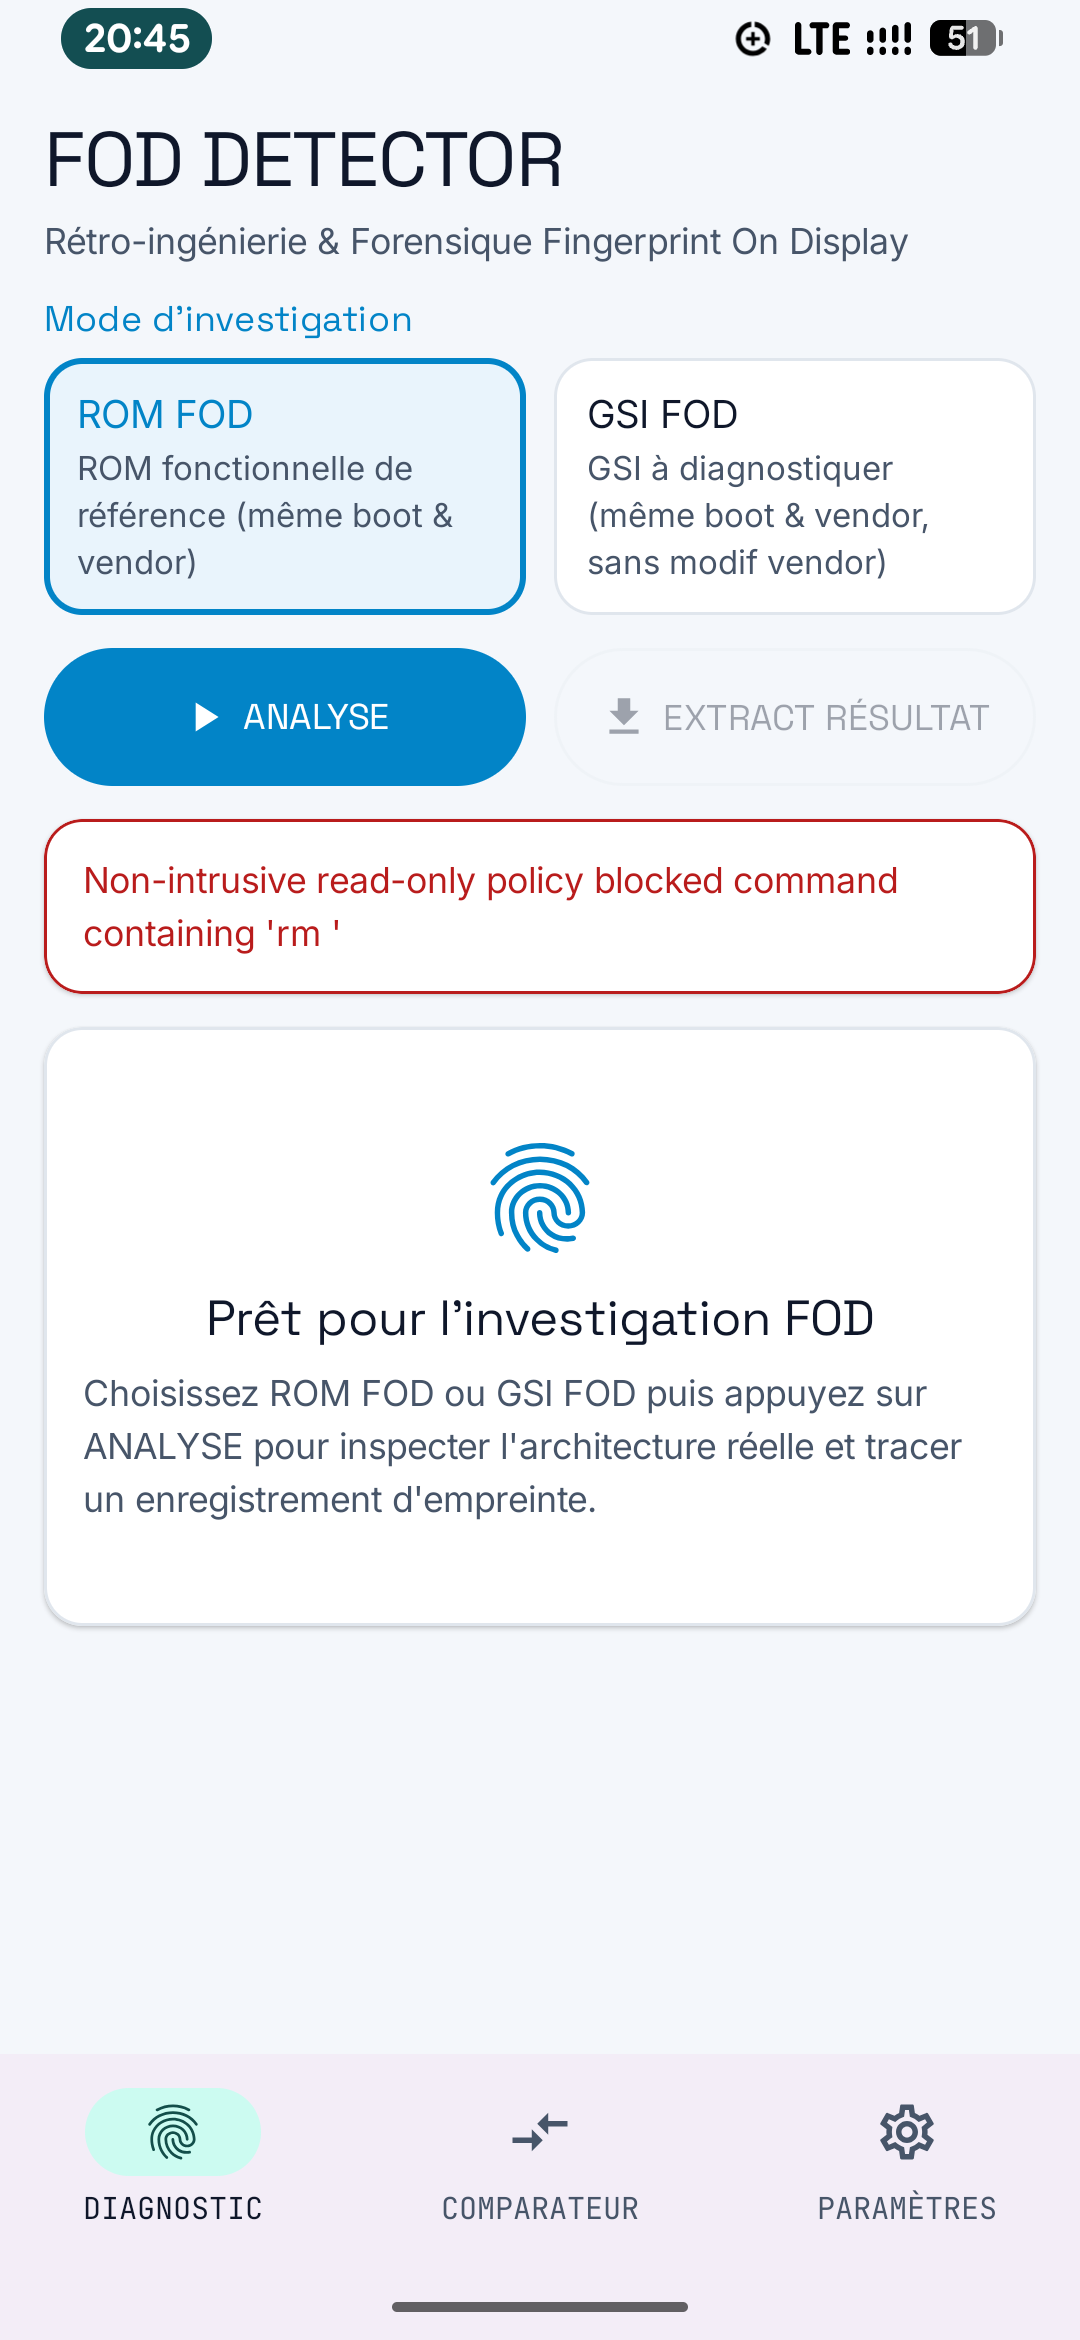 20:45
LTE
51
FOD DETECTOR
Rétro-ingénierie & Forensique Fingerprint On Display
Mode d’investigation
ROM FOD
ROM fonctionnelle de
référence (même boot &
vendor)
GSI FOD
GSI à diagnostiquer
(même boot & vendor,
sans modif vendor)
ANALYSE
EXTRACT RÉSULTAT
Non-intrusive read-only policy blocked command
containing 'rm '
Prêt pour l’investigation FOD
Choisissez ROM FOD ou GSI FOD puis appuyez sur
ANALYSE pour inspecter l'architecture réelle et tracer
un enregistrement d'empreinte.
DIAGNOSTIC
COMPARATEUR
PARAMÈTRES